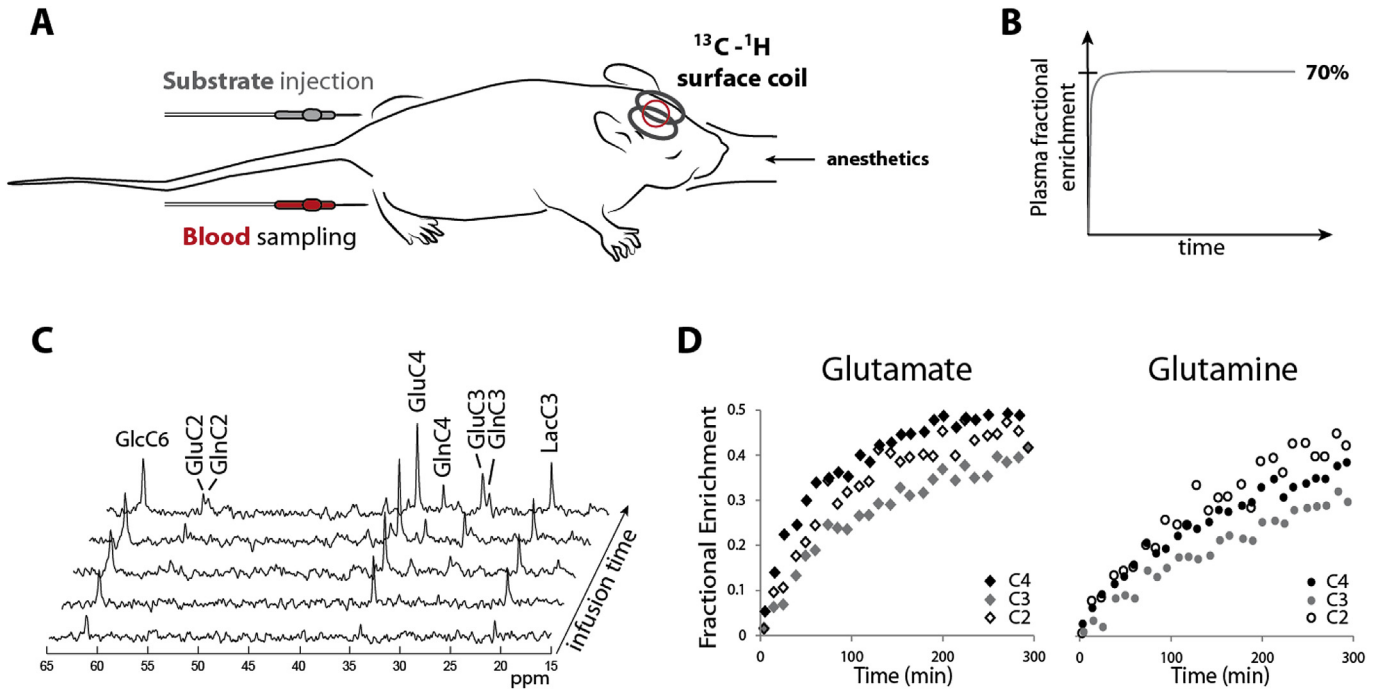 A
Substrate injection
13C -1H
surface coil
anesthetics
Blood sampling
B
Plasma fractional
enrichment
70%
time
C
GlcC6
GluC2
GlnC2
GluC4
GlnC4
GluC3
GlnC3
LacC3
infusion time
65 60 55 50 45 40 35 30 25 20 15
ppm
D
Glutamate
Fractional Enrichment
0.5
0.4
0.3
0.2
0.1
0
C4
C3
C2
0 100 200 300
Time (min)
Glutamine
C4
C3
C2
0 100 200 300
Time (min)